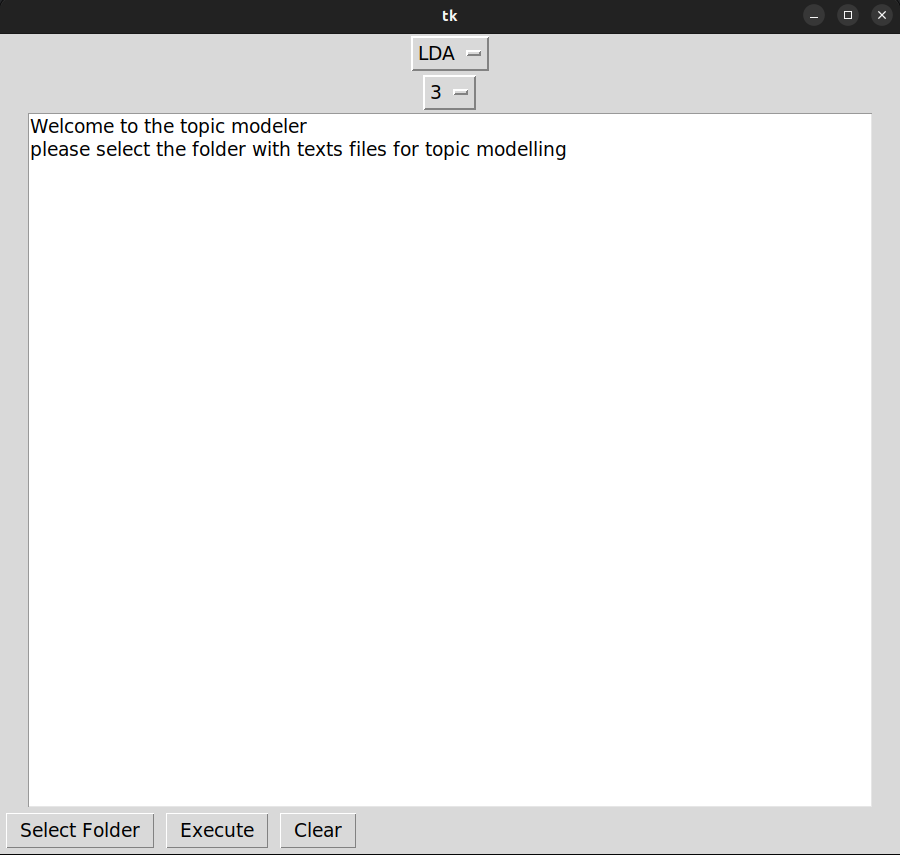 tk
LDA
3
Welcome to the topic modeler
please select the folder with texts files for topic modelling
Select Folder
Execute
Clear